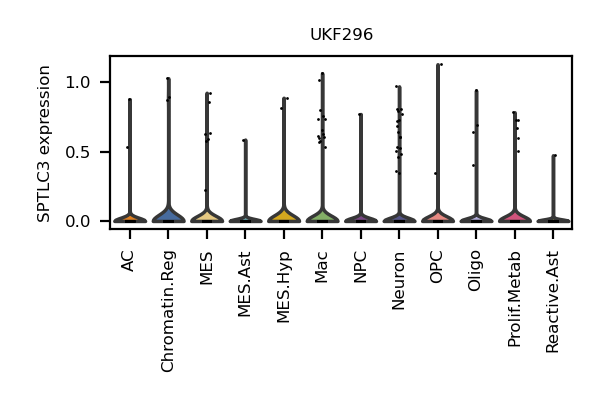 UKF296
SPTLC3 expression
1.0
0.5
0.0
AC
Chromatin.Reg
MES
MES.Ast
MES.Hyp
Mac
NPC
Neuron
OPC
Oligo
Prolif.Metab
Reactive.Ast